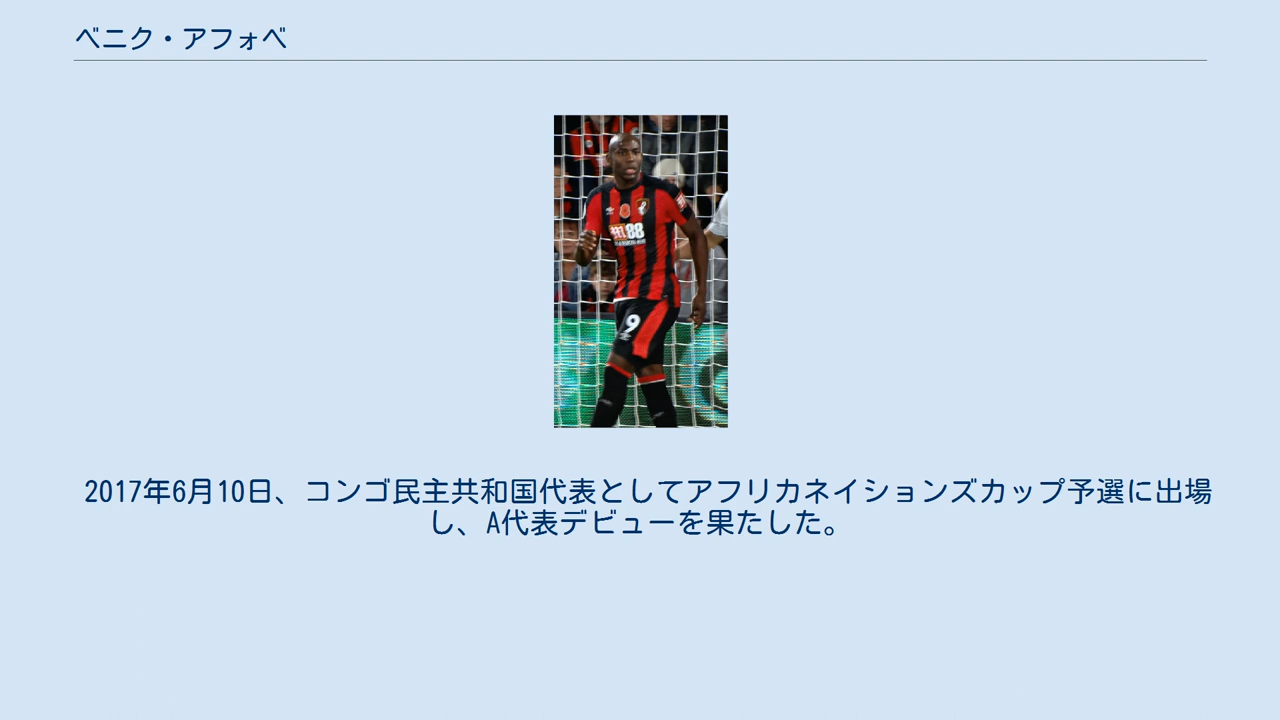 ベニク・アフォベ
M88
9
2017年6月10日、コンゴ民主共和国代表としてアフリカネイションズカップ予選に出場
し、A代表デビューを果たした。